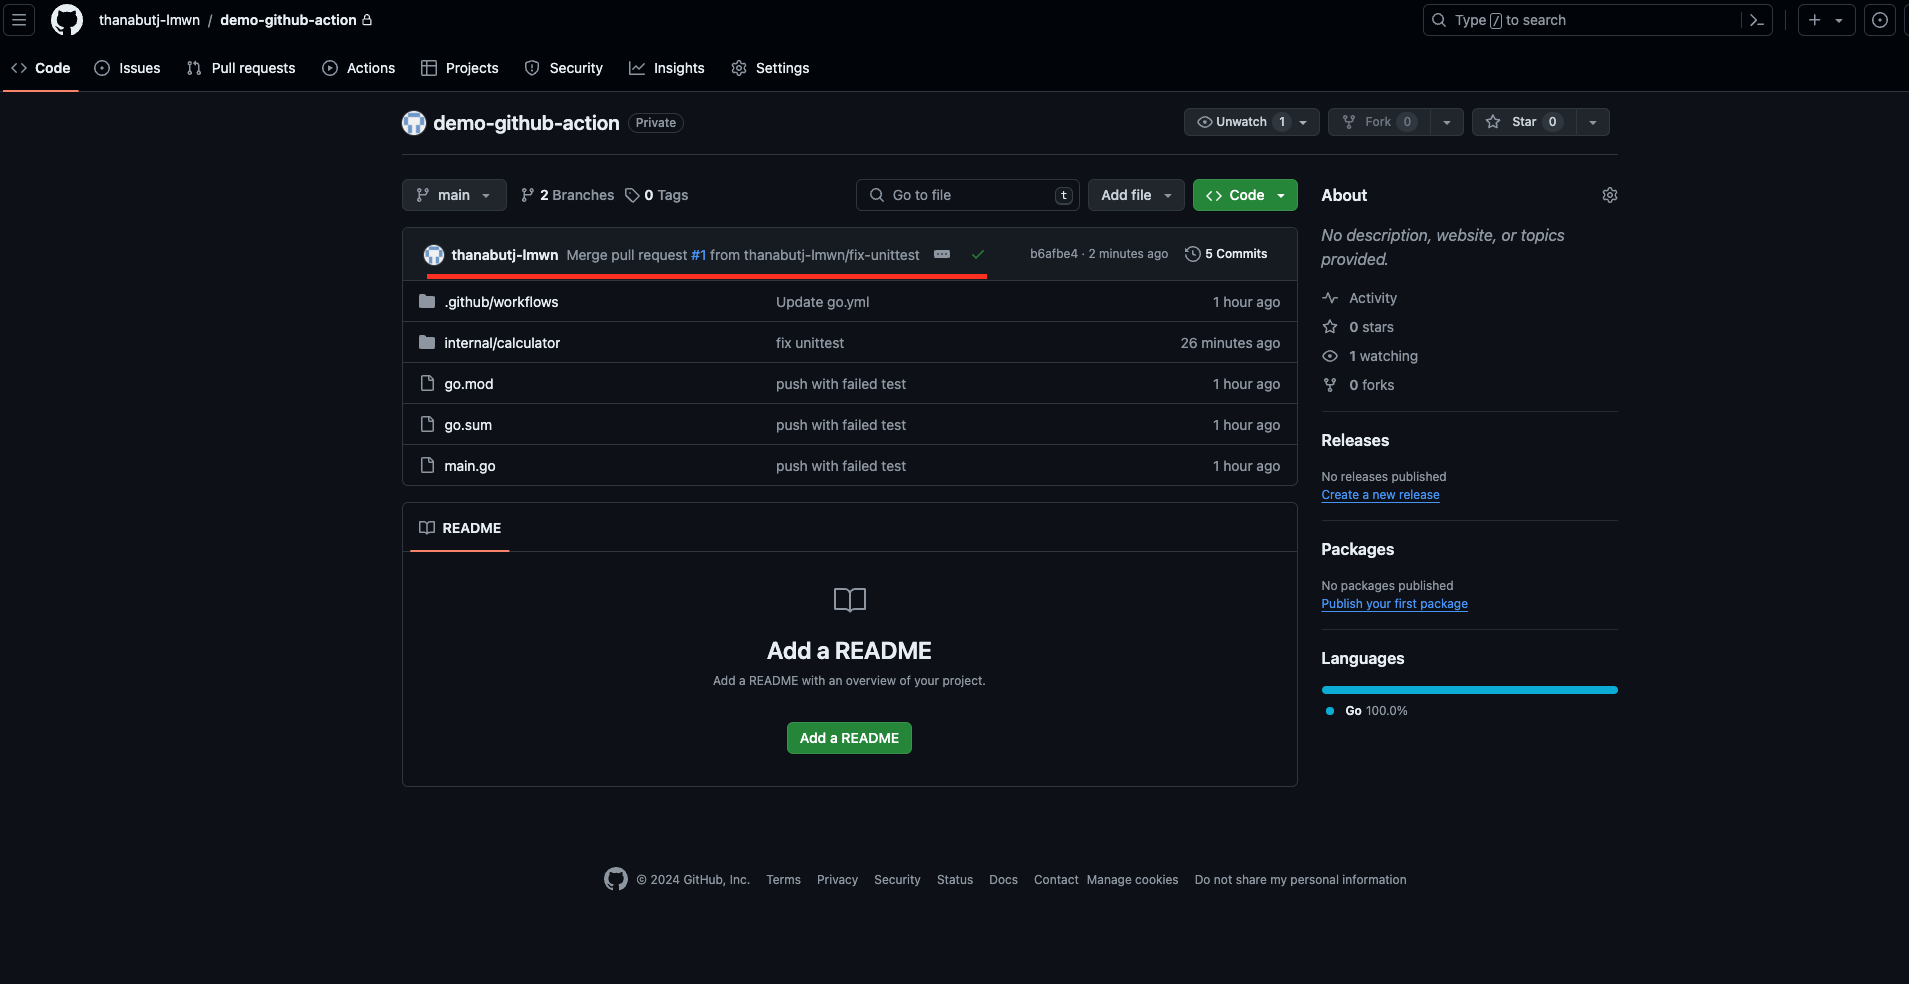 thanabutj-lmwn / demo-github-action
Type / to search
Code Issues Pull requests Actions Projects Security Insights Settings
demo-github-action Private
Unwatch 1 Fork 0 Star 0
main 2 Branches 0 Tags Go to file t Add file Code
thanabutj-lmwn Merge pull request #1 from thanabutj-lmwn/fix-unittest b6afbe4 · 2 minutes ago 5 Commits
.github/workflows Update go.yml 1 hour ago
internal/calculator fix unittest 26 minutes ago
go.mod push with failed test 1 hour ago
go.sum push with failed test 1 hour ago
main.go push with failed test 1 hour ago
README
Add a README
Add a README with an overview of your project.
Add a README
About
No description, website, or topics
provided.
Activity
0 stars
1 watching
0 forks
Releases
No releases published
Create a new release
Packages
No packages published
Publish your first package
Languages
Go 100.0%
© 2024 GitHub, Inc. Terms Privacy Security Status Docs Contact Manage cookies Do not share my personal information